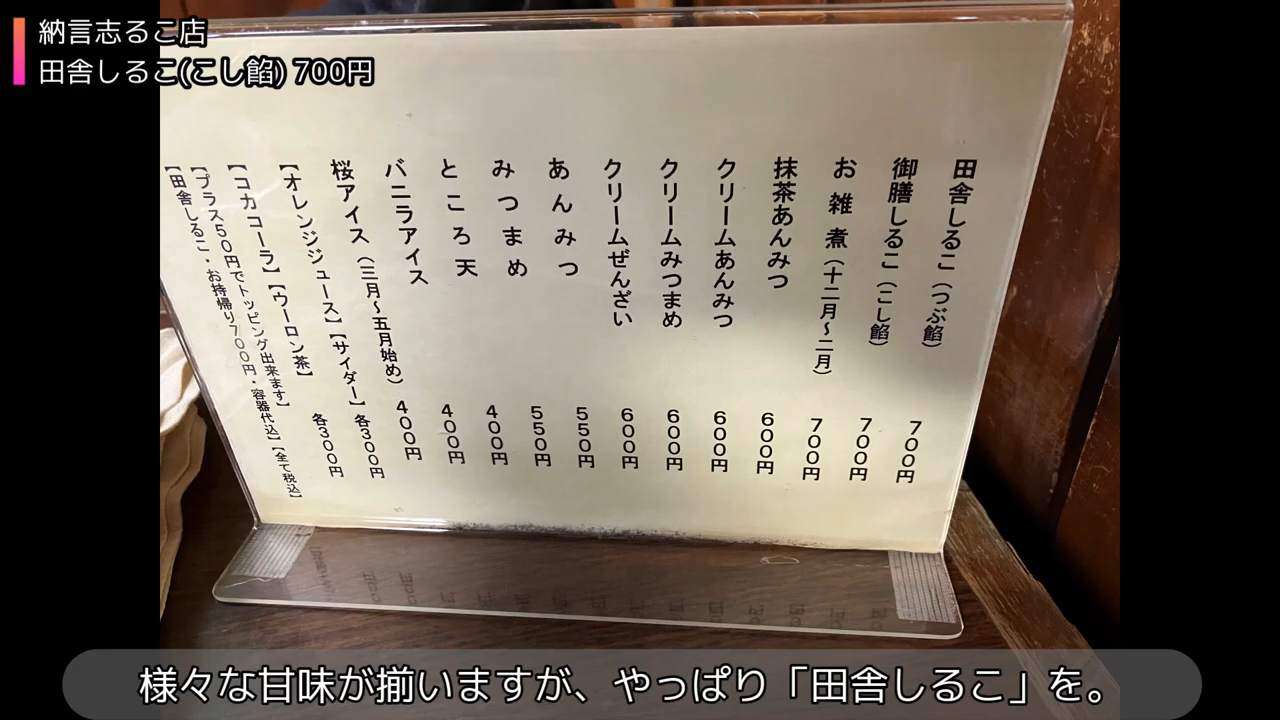 納言志るこ店
田舎しるこ(こし餡) 700円
田舎しるこ（つぶ餡） 700円
御膳しるこ（こし餡） 700円
お雑煮（十二月～二月） 700円
抹茶あんみつ 600円
クリームあんみつ 600円
クリームみつまめ 600円
クリームぜんざい 600円
あんみつ 550円
みつまめ 550円
ところ天 400円
バニラアイス 400円
桜アイス（三月～五月始め） 400円
【オレンジジュース】【サイダー】各300円
【コカコーラ】【ウーロン茶】 各300円
【プラス50円でトッピング出来ます】
【田舎しるこ・お持帰り700円・容器代込】【全て税込】
様々な甘味が揃いますが、やっぱり「田舎しるこ」を。